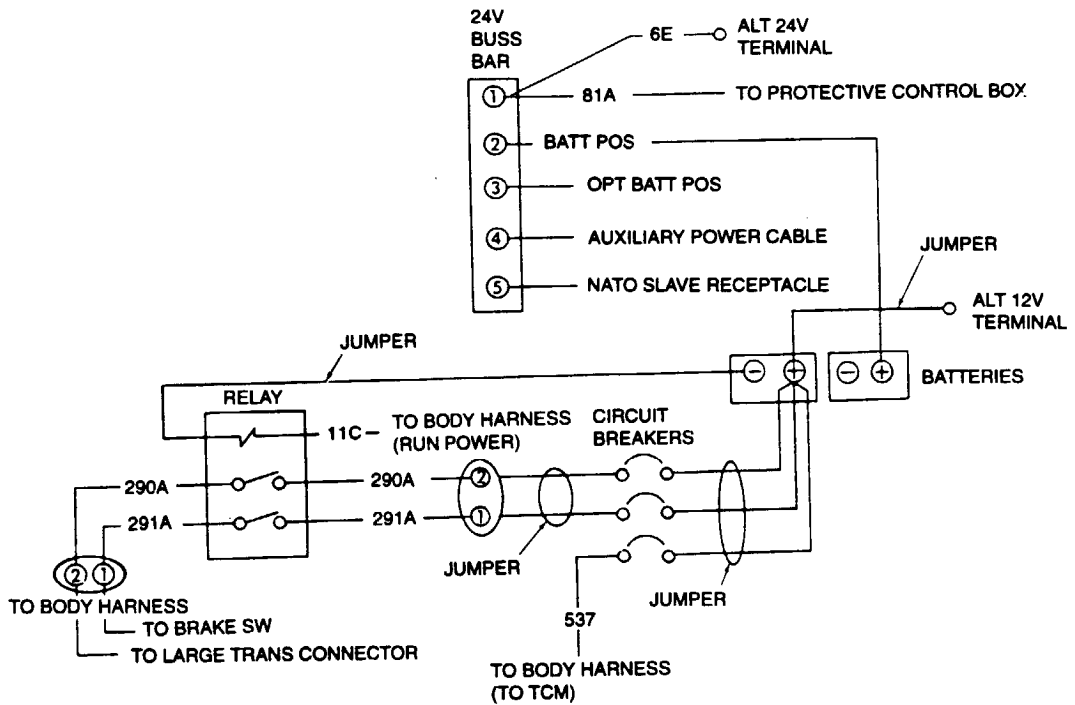 24V
BUSS
BAR
6E
ALT 24V
TERMINAL
1
81A
TO PROTECTIVE CONTROL BOX
2
BATT POS
3
OPT BATT POS
4
AUXILIARY POWER CABLE
5
NATO SLAVE RECEPTACLE
JUMPER
ALT 12V
TERMINAL
JUMPER
− +
− +
BATTERIES
RELAY
11C
TO BODY HARNESS
(RUN POWER)
CIRCUIT
BREAKERS
290A
290A
2
291A
291A
1
JUMPER
JUMPER
2 1
TO BODY HARNESS
TO BRAKE SW
TO LARGE TRANS CONNECTOR
537
TO BODY HARNESS
(TO TCM)